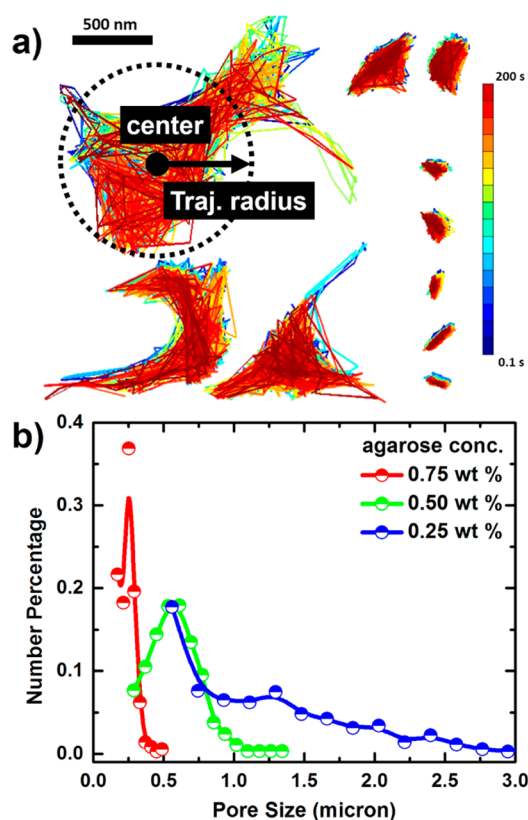 a)
500 nm
center
Traj. radius
200 s
0.1 s
b)
agarose conc.
0.75 wt %
0.50 wt %
0.25 wt %
Number Percentage
0.4
0.3
0.2
0.1
0.0
0.0 0.5 1.0 1.5 2.0 2.5 3.0
Pore Size (micron)